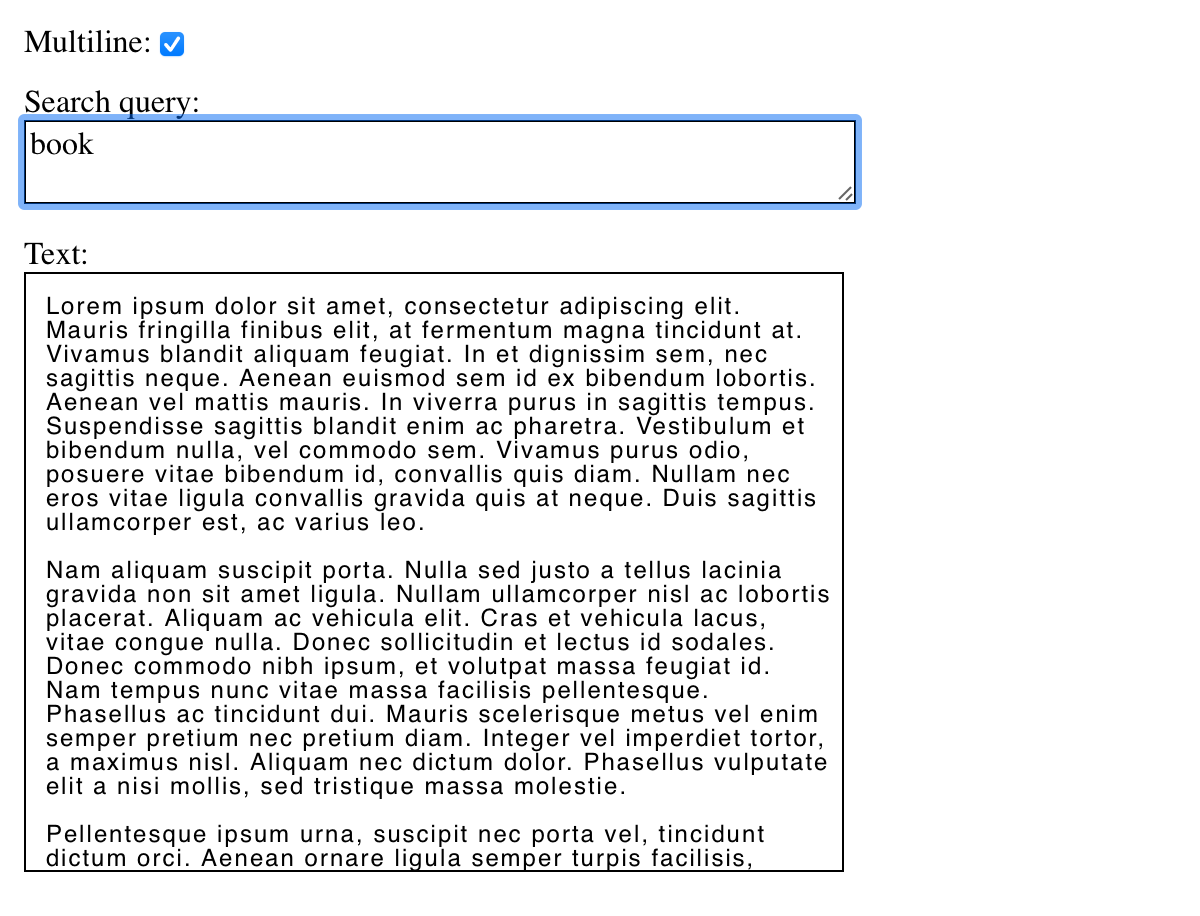 Multiline:
Search query:
book
Text:
Lorem ipsum dolor sit amet, consectetur adipiscing elit.
Mauris fringilla finibus elit, at fermentum magna tincidunt at.
Vivamus blandit aliquam feugiat. In et dignissim sem, nec
sagittis neque. Aenean euismod sem id ex bibendum lobortis.
Aenean vel mattis mauris. In viverra purus in sagittis tempus.
Suspendisse sagittis blandit enim ac pharetra. Vestibulum et
bibendum nulla, vel commodo sem. Vivamus purus odio,
posuere vitae bibendum id, convallis quis diam. Nullam nec
eros vitae ligula convallis gravida quis at neque. Duis sagittis
ullamcorper est, ac varius leo.
Nam aliquam suscipit porta. Nulla sed justo a tellus lacinia
gravida non sit amet ligula. Nullam ullamcorper nisl ac lobortis
placerat. Aliquam ac vehicula elit. Cras et vehicula lacus,
vitae congue nulla. Donec sollicitudin et lectus id sodales.
Donec commodo nibh ipsum, et volutpat massa feugiat id.
Nam tempus nunc vitae massa facilisis pellentesque.
Phasellus ac tincidunt dui. Mauris scelerisque metus vel enim
semper pretium nec pretium diam. Integer vel imperdiet tortor,
a maximus nisl. Aliquam nec dictum dolor. Phasellus vulputate
elit a nisi mollis, sed tristique massa molestie.
Pellentesque ipsum urna, suscipit nec porta vel, tincidunt
dictum orci. Aenean ornare ligula semper turpis facilisis,